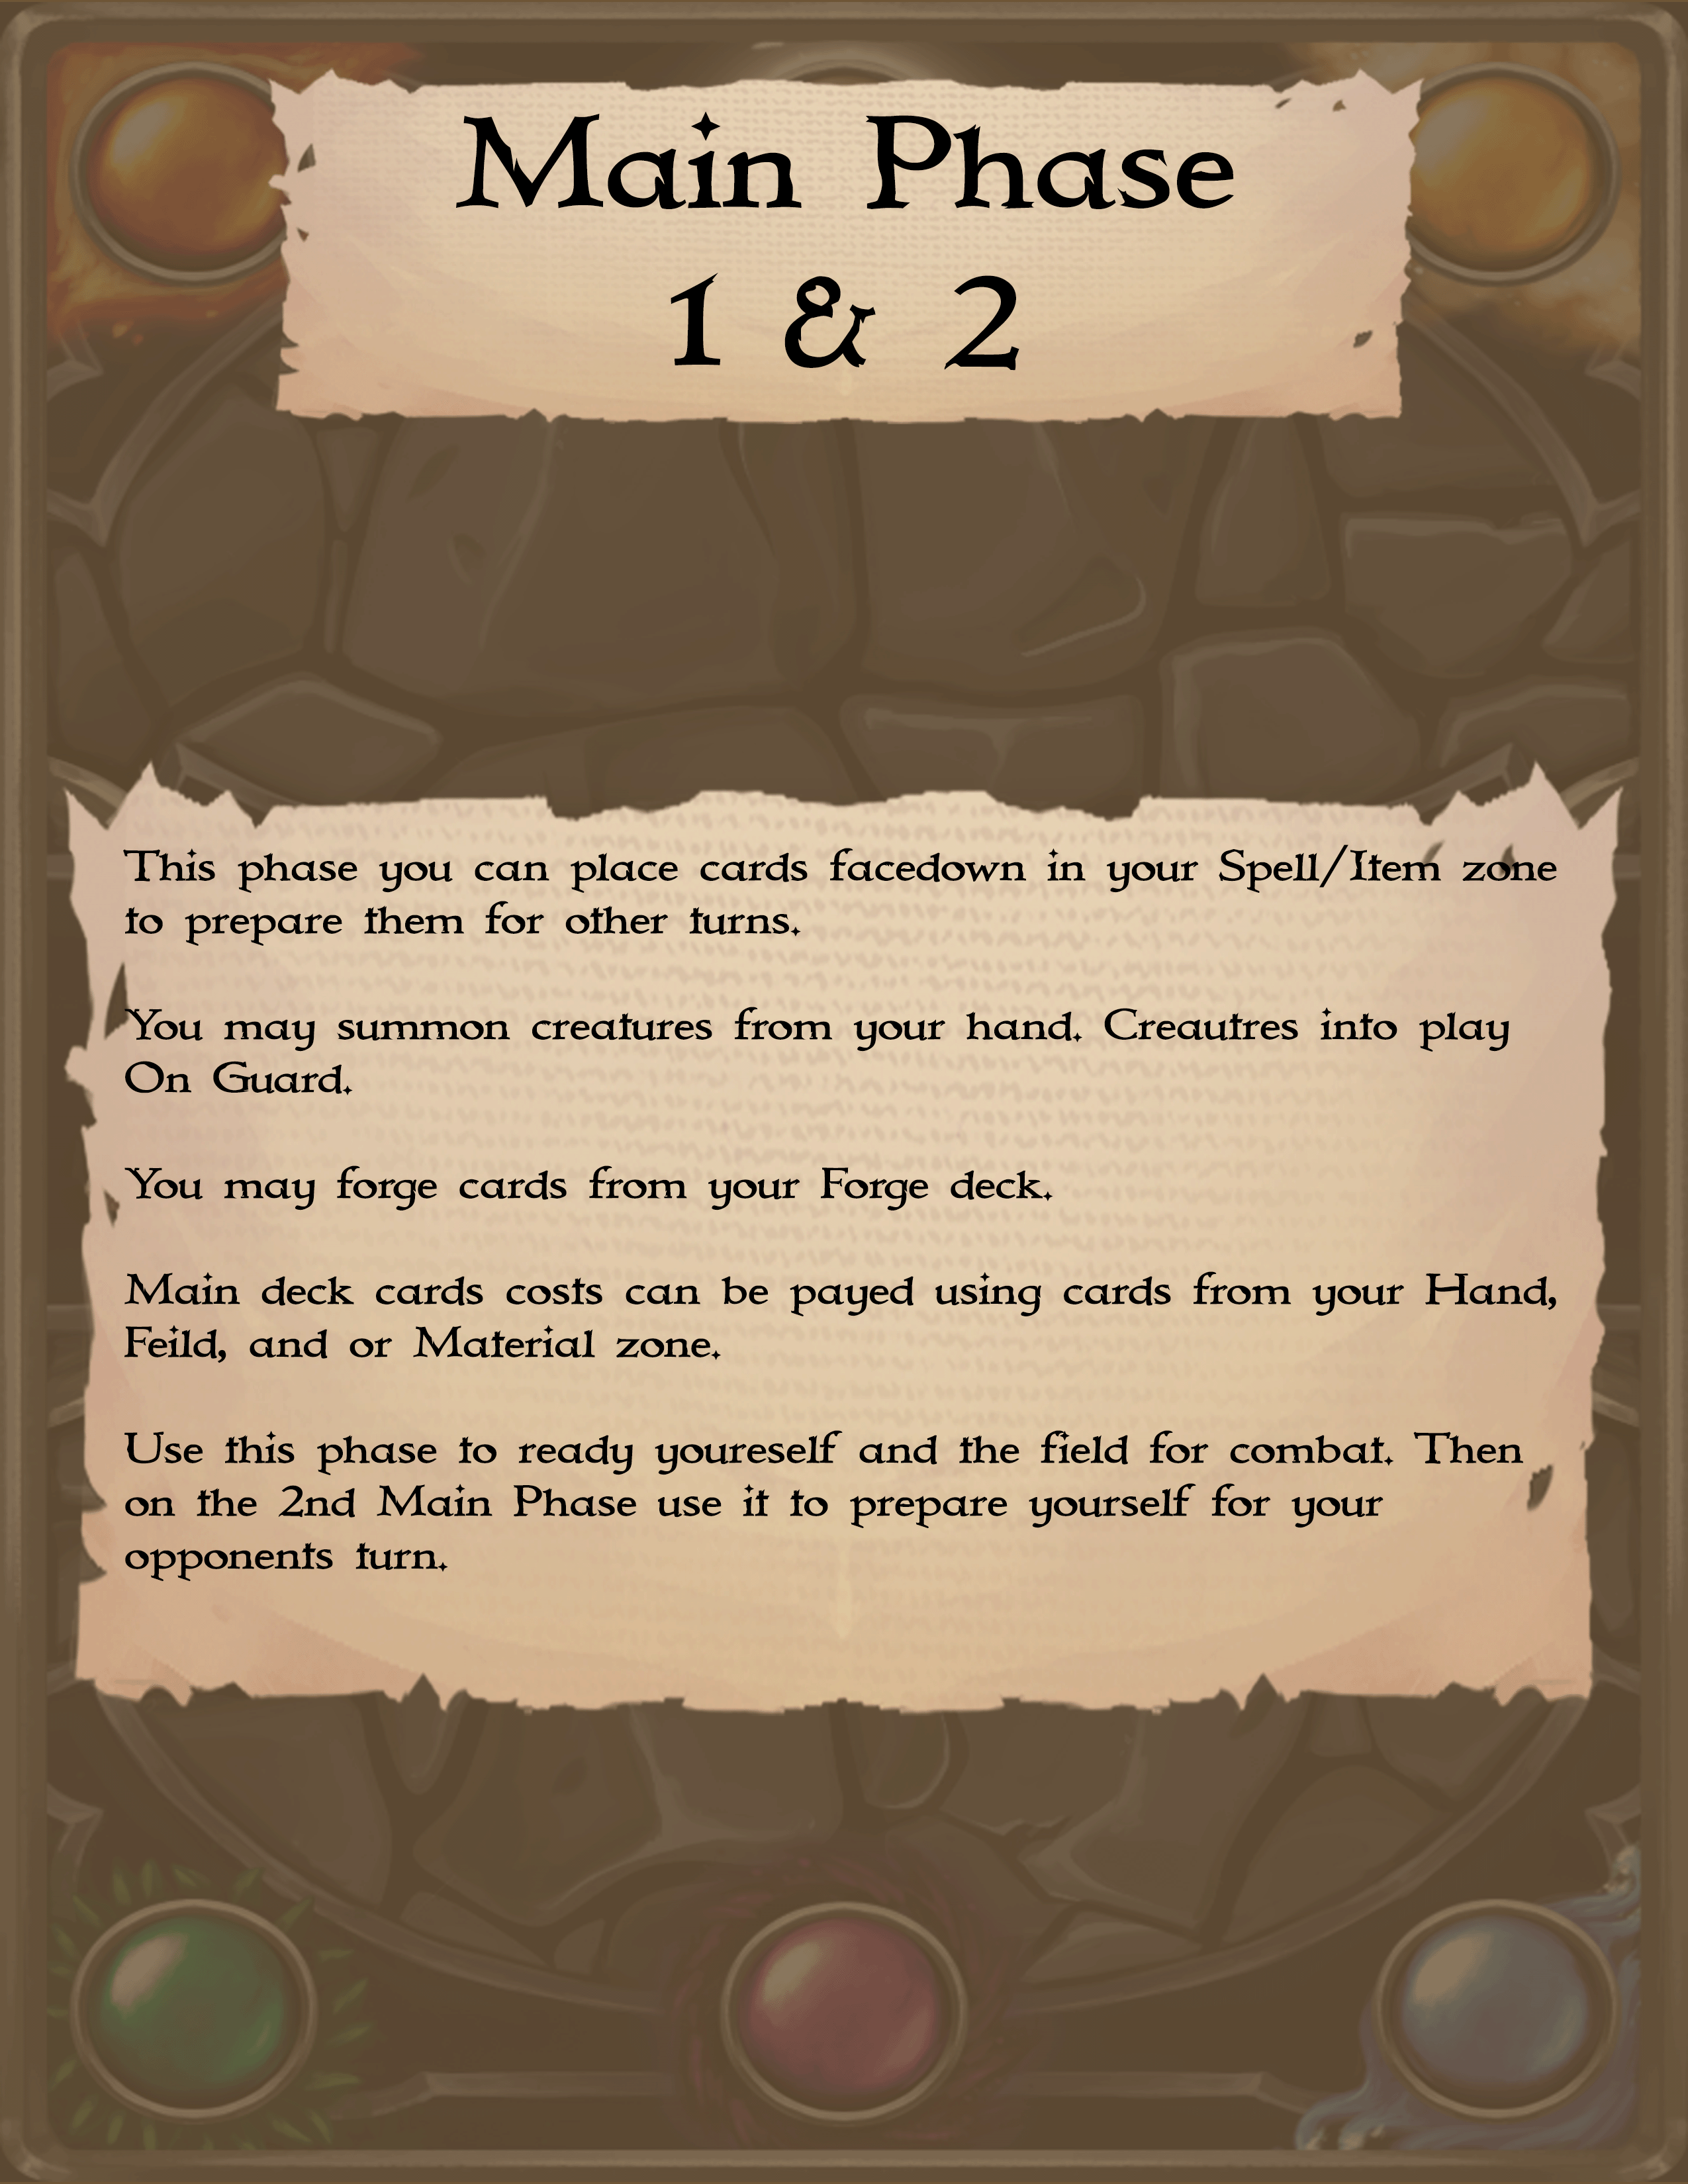 Main Phase
1 & 2
This phase you can place cards facedown in your Spell/Item zone
to prepare them for other turns.
You may summon creatures from your hand. Creautres into play
On Guard.
You may forge cards from your Forge deck.
Main deck cards costs can be payed using cards from your Hand,
Feild, and or Material zone.
Use this phase to ready youreself and the field for combat. Then
on the 2nd Main Phase use it to prepare yourself for your
opponents turn.